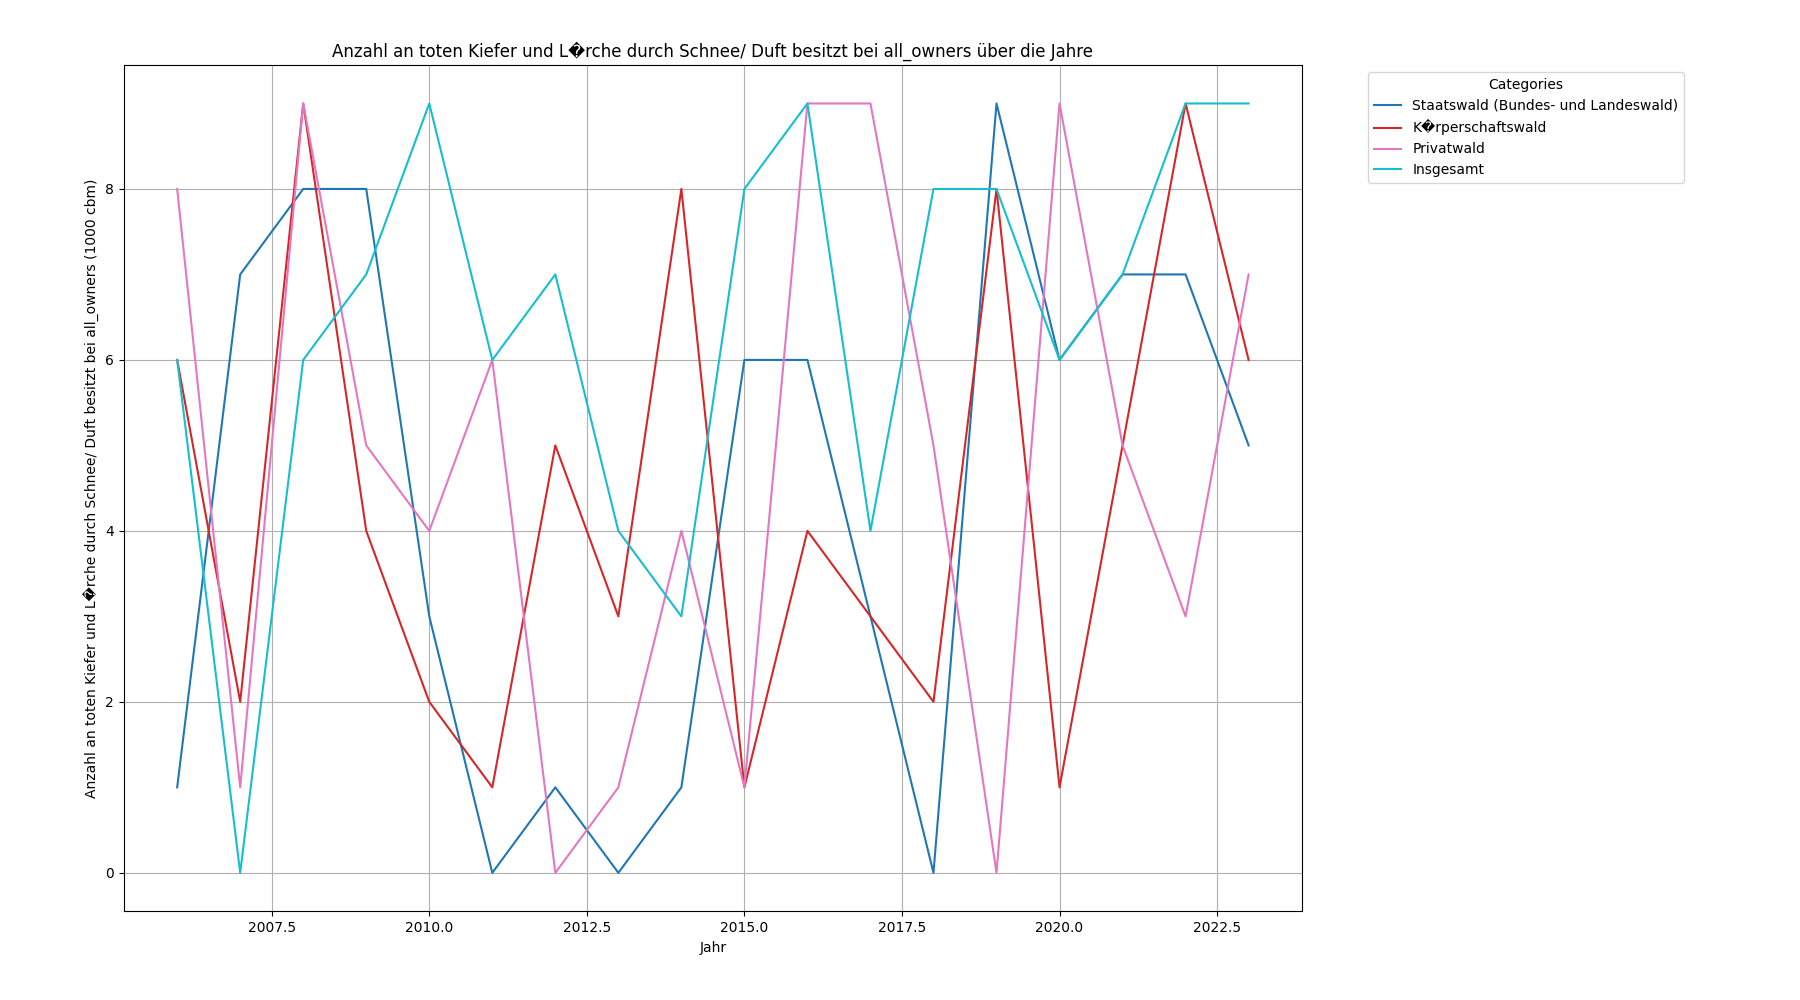 Anzahl an toten Kiefer und L�rche durch Schnee/ Duft besitzt bei all_owners über die Jahre
Categories
Staatswald (Bundes- und Landeswald)
K�rperschaftswald
Privatwald
Insgesamt
Anzahl an toten Kiefer und L�rche durch Schnee/ Duft besitzt bei all_owners (1000 cbm)
8
6
4
2
0
2007.5 2010.0 2012.5 2015.0 2017.5 2020.0 2022.5
Jahr